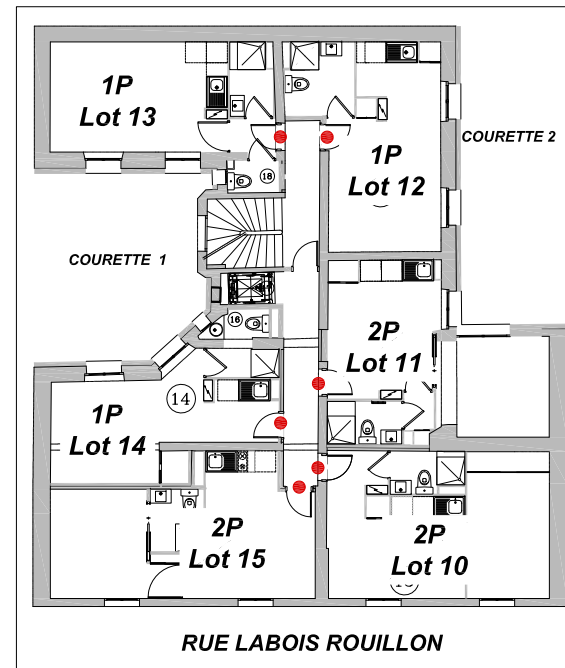 1P
Lot 13
18
1P
Lot 12
COURETTE 2
COURETTE 1
16
2P
Lot 11
14
1P
Lot 14
2P
Lot 15
2P
Lot 10
RUE LABOIS ROUILLON